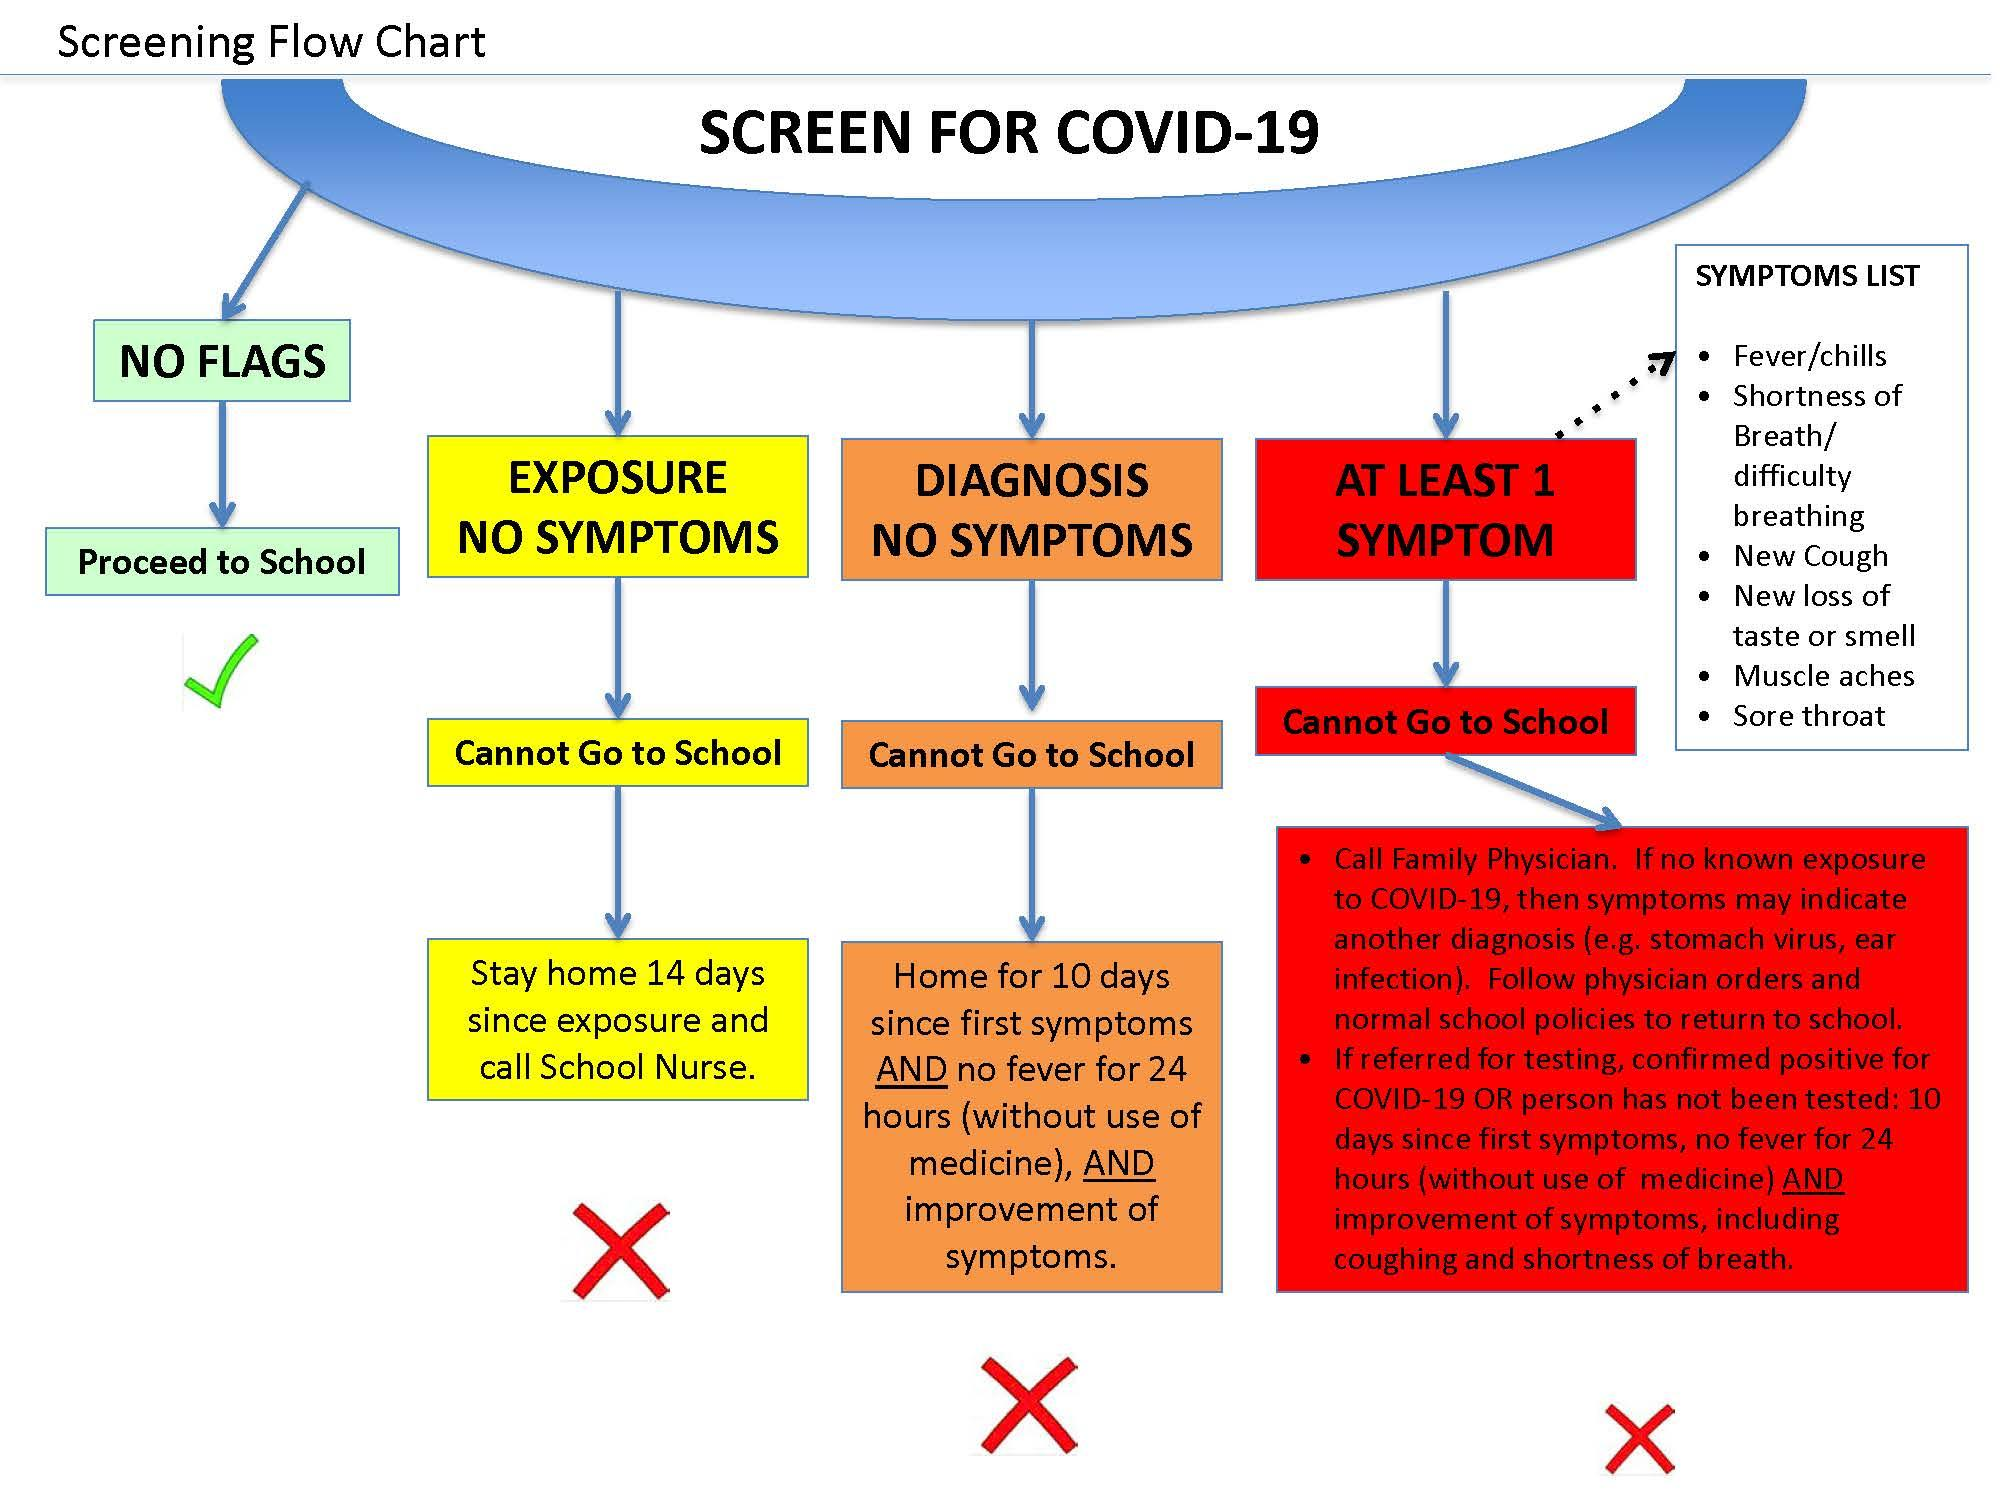 Screening Flow Chart
SCREEN FOR COVID-19
NO FLAGS
Proceed to School
EXPOSURE
NO SYMPTOMS
Cannot Go to School
Stay home 14 days
since exposure and
call School Nurse.
DIAGNOSIS
NO SYMPTOMS
Cannot Go to School
Home for 10 days
since first symptoms
AND no fever for 24
hours (without use of
medicine), AND
improvement of
symptoms.
AT LEAST 1
SYMPTOM
Cannot Go to School
• Call Family Physician.  If no known exposure
to COVID-19, then symptoms may indicate
another diagnosis (e.g. stomach virus, ear
infection).  Follow physician orders and
normal school policies to return to school.
• If referred for testing, confirmed positive for
COVID-19 OR person has not been tested: 10
days since first symptoms, no fever for 24
hours (without use of  medicine) AND
improvement of symptoms, including
coughing and shortness of breath.
SYMPTOMS LIST
• Fever/chills
• Shortness of
Breath/
difficulty
breathing
• New Cough
• New loss of
taste or smell
• Muscle aches
• Sore throat